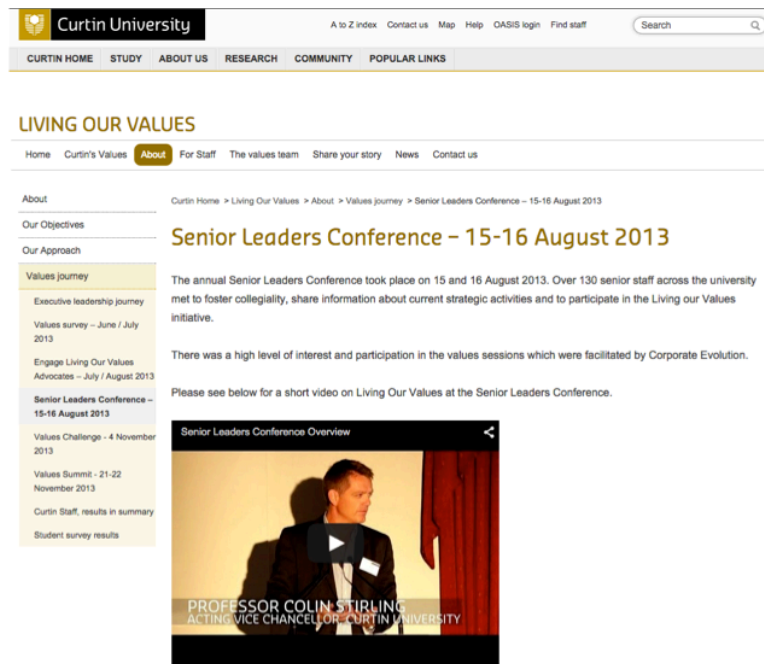 Curtin University
A to Z index Contact us Map Help OASIS login Find staff
Search
CURTIN HOME STUDY ABOUT US RESEARCH COMMUNITY POPULAR LINKS
LIVING OUR VALUES
Home Curtin's Values About For Staff The values team Share your story News Contact us
About
Our Objectives
Our Approach
Values journey
Executive leadership journey
Values survey – June / July
2013
Engage Living Our Values
Advocates – July / August 2013
Senior Leaders Conference –
15-16 August 2013
Values Challenge - 4 November
2013
Values Summit - 21-22
November 2013
Curtin Staff, results in summary
Student survey results
Curtin Home > Living Our Values > About > Values journey > Senior Leaders Conference – 15-16 August 2013
Senior Leaders Conference – 15-16 August 2013
The annual Senior Leaders Conference took place on 15 and 16 August 2013. Over 130 senior staff across the university
met to foster collegiality, share information about current strategic activities and to participate in the Living our Values
initiative.
There was a high level of interest and participation in the values sessions which were facilitated by Corporate Evolution.
Please see below for a short video on Living Our Values at the Senior Leaders Conference.
Senior Leaders Conference Overview
PROFESSOR COLIN STIRLING
ACTING VICE CHANCELLOR, CURTIN UNIVERSITY